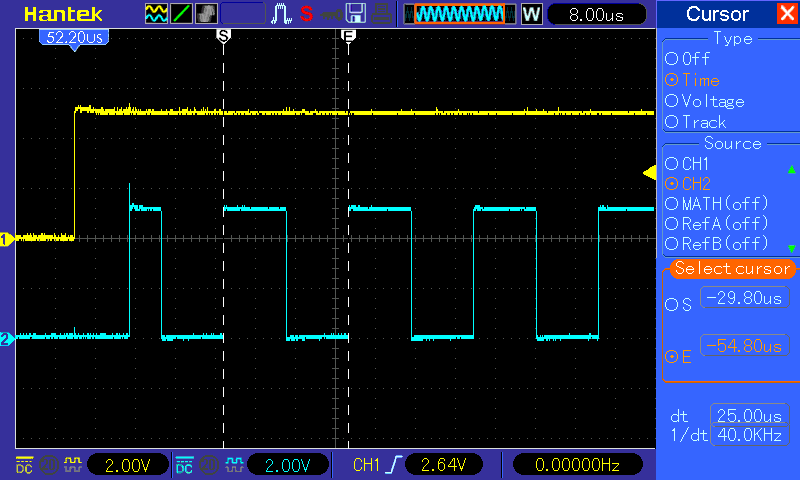 Hantek
S
W
8.00us
Cursor
52.20us
S
E
Type
Off
Time
Voltage
Track
Source
CH1
CH2
MATH(off)
RefA(off)
RefB(off)
1
2
Select cursor
S -29.80us
E -54.80us
dt 25.00us
1/dt 40.0KHz
DC 20 2.00V DC 20 2.00V CH1 2.64V 0.00000Hz